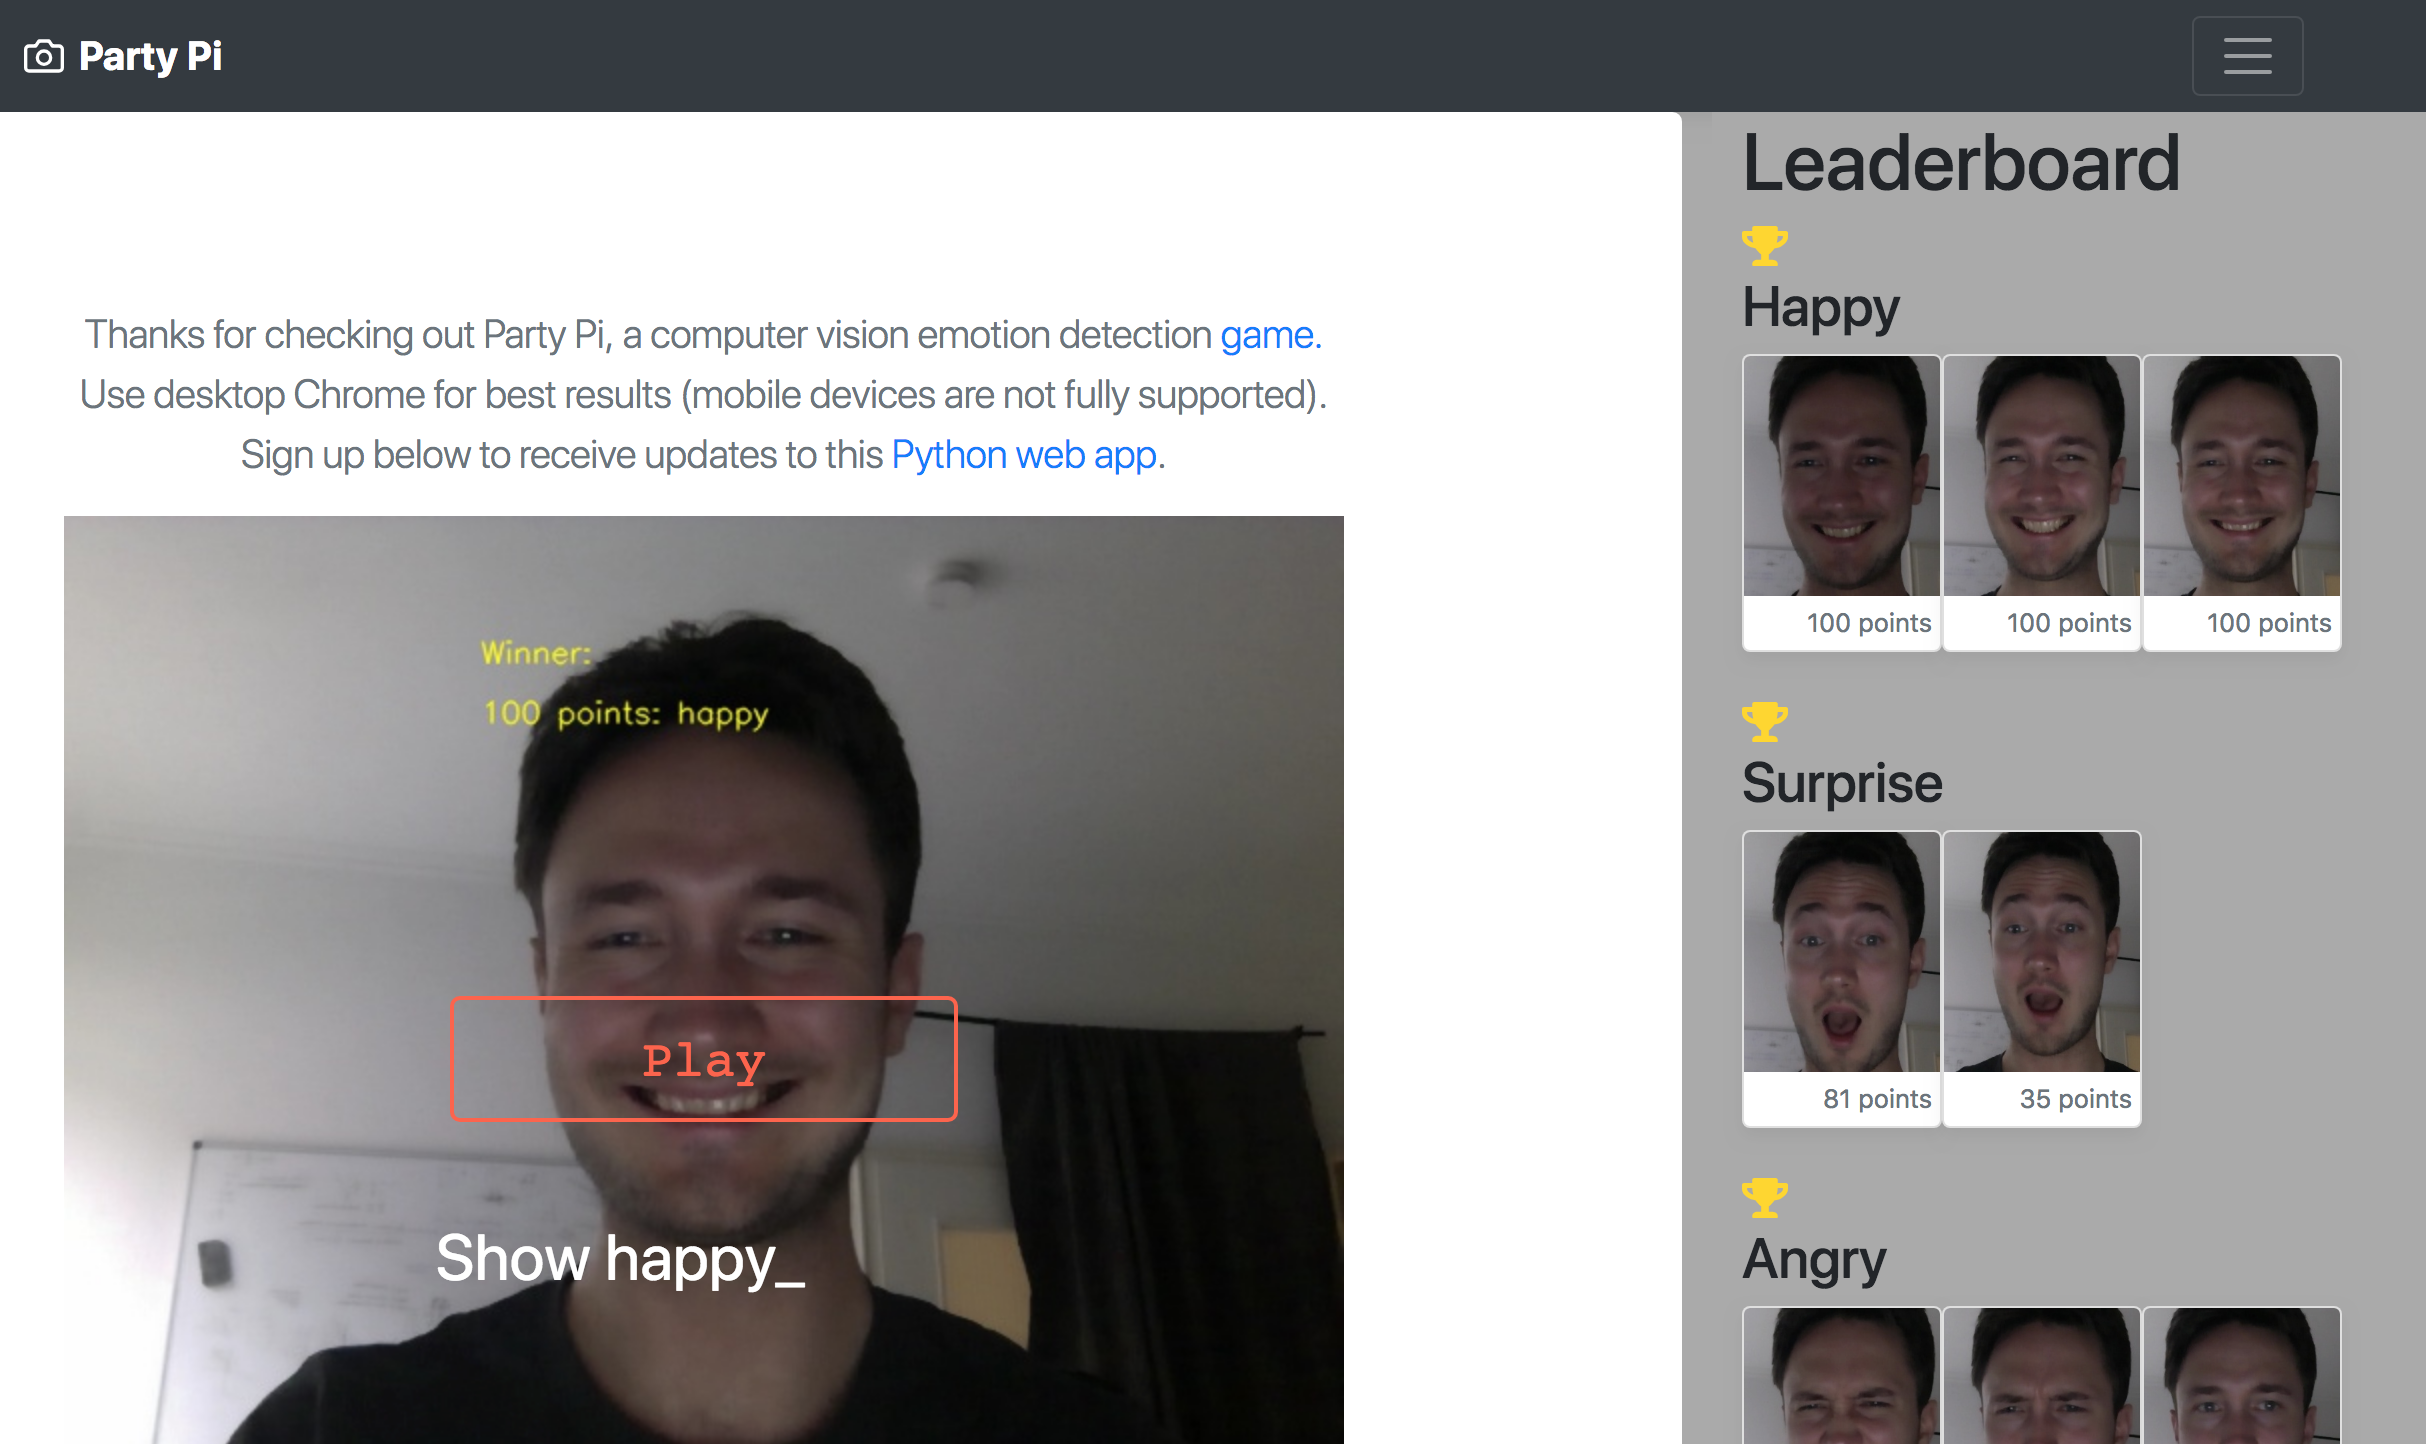 Party Pi
Thanks for checking out Party Pi, a computer vision emotion detection game.
Use desktop Chrome for best results (mobile devices are not fully supported).
Sign up below to receive updates to this Python web app.
Winner:
100 points: happy
Play
Show happy_
Leaderboard
Happy
100 points
100 points
100 points
Surprise
81 points
35 points
Angry